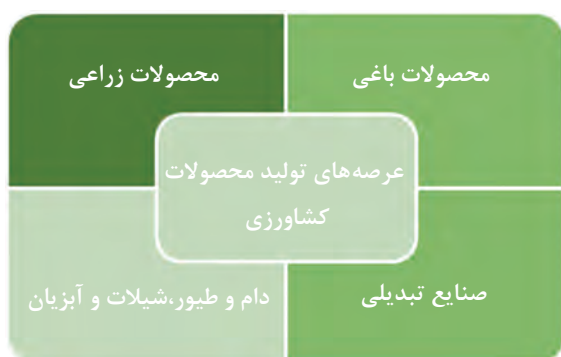 محصولات باغی
محصولات زراعی
عرصه‌های تولید محصولات
کشاورزی
صنایع تبدیلی
دام و طیور،شیلات و آبزیان